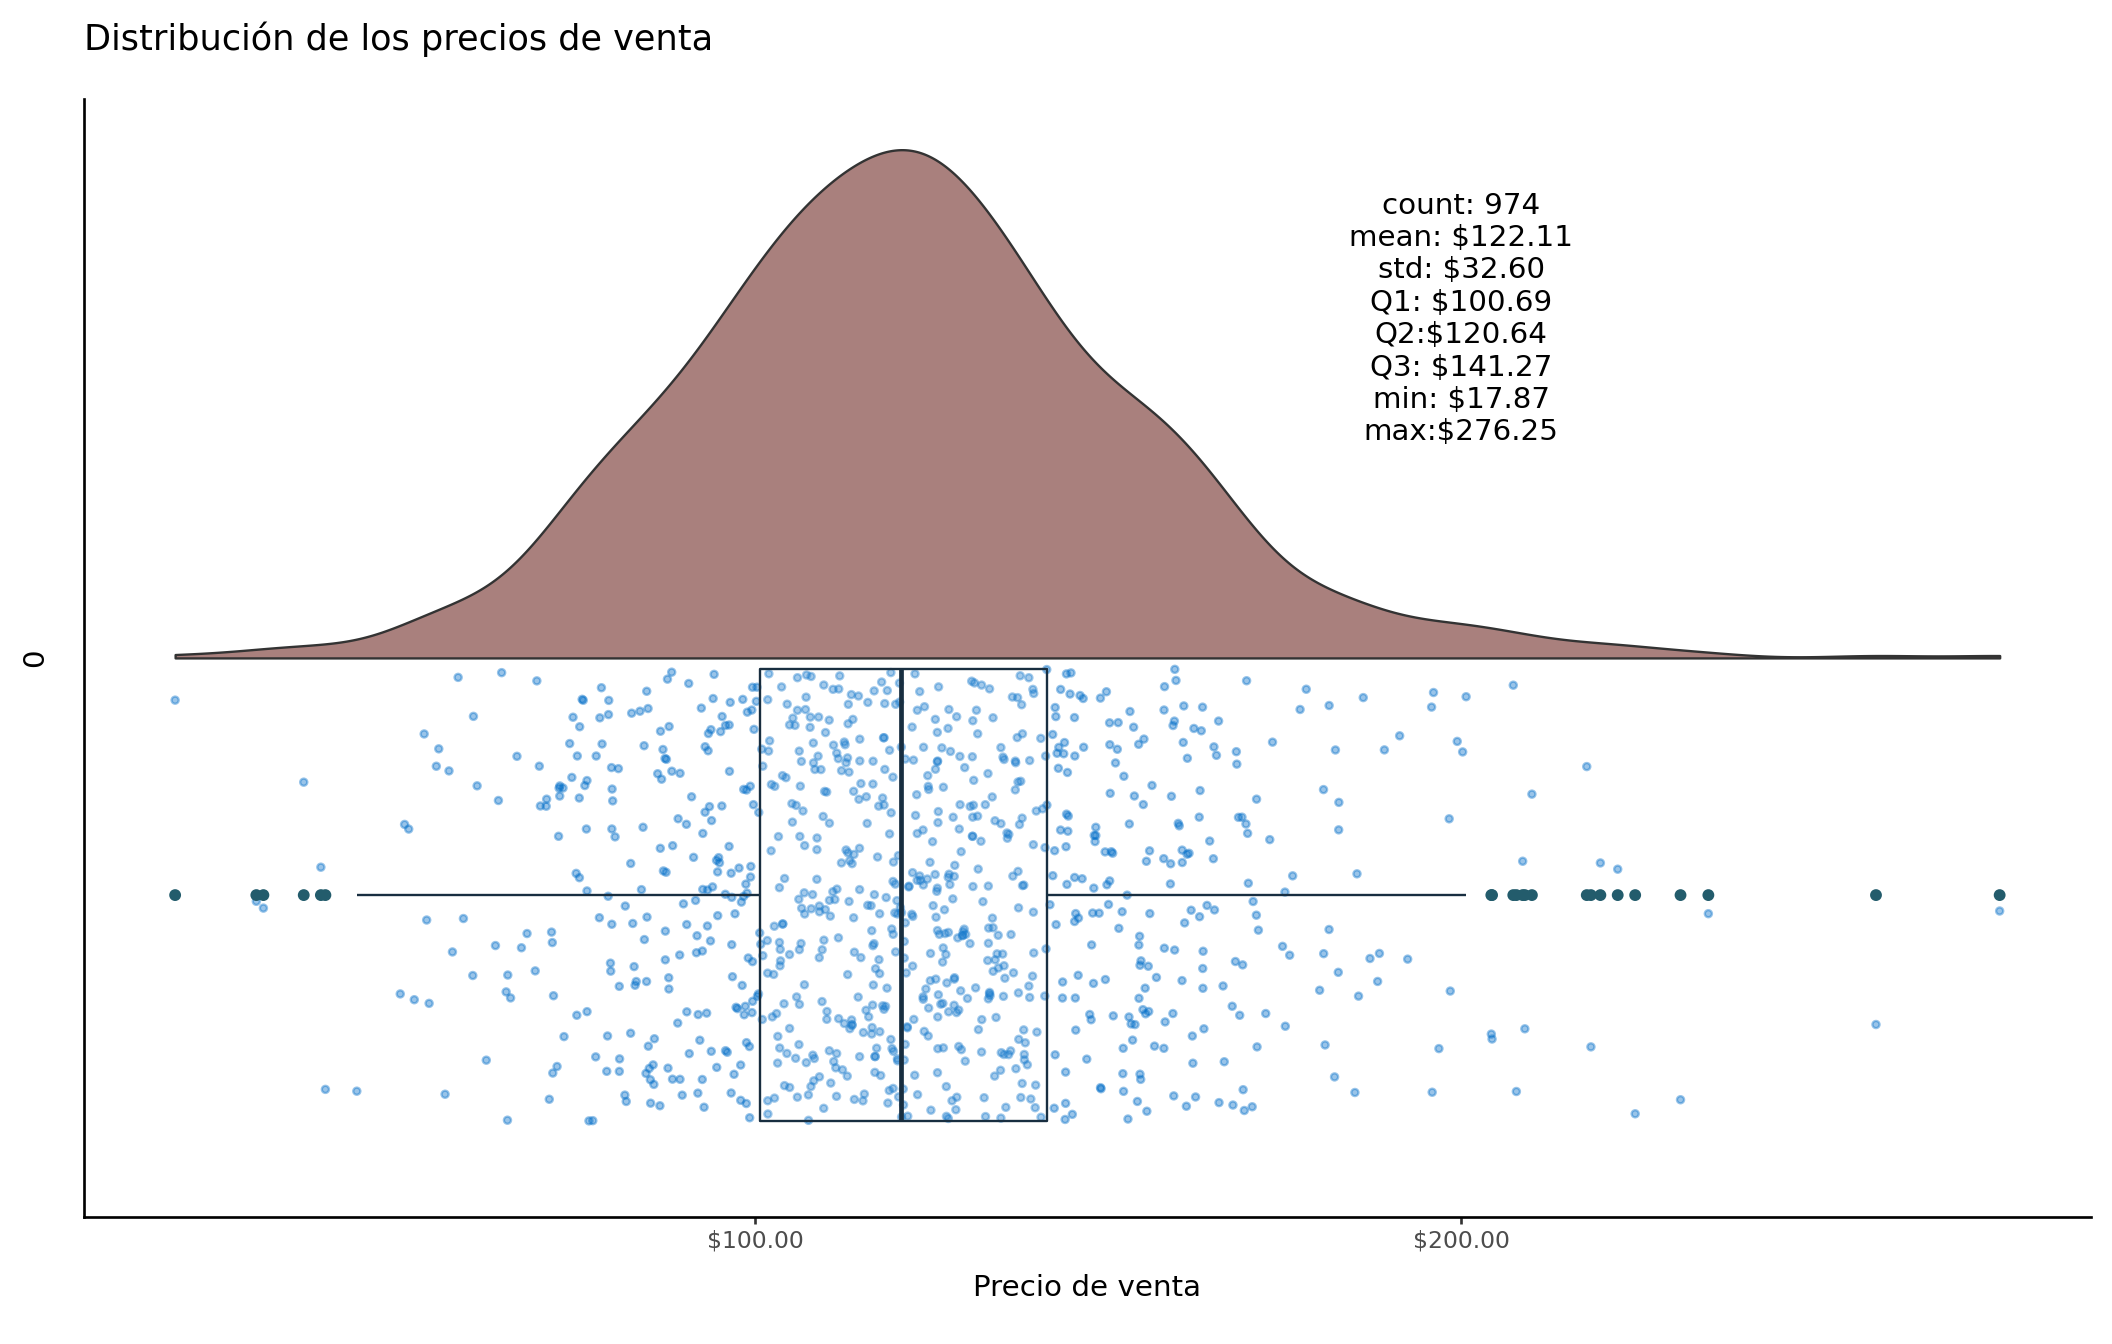 Distribución de los precios de venta
count: 974
mean: $122.11
std: $32.60
Q1: $100.69
Q2:$120.64
Q3: $141.27
min: $17.87
max:$276.25
0
$100.00 $200.00
Precio de venta